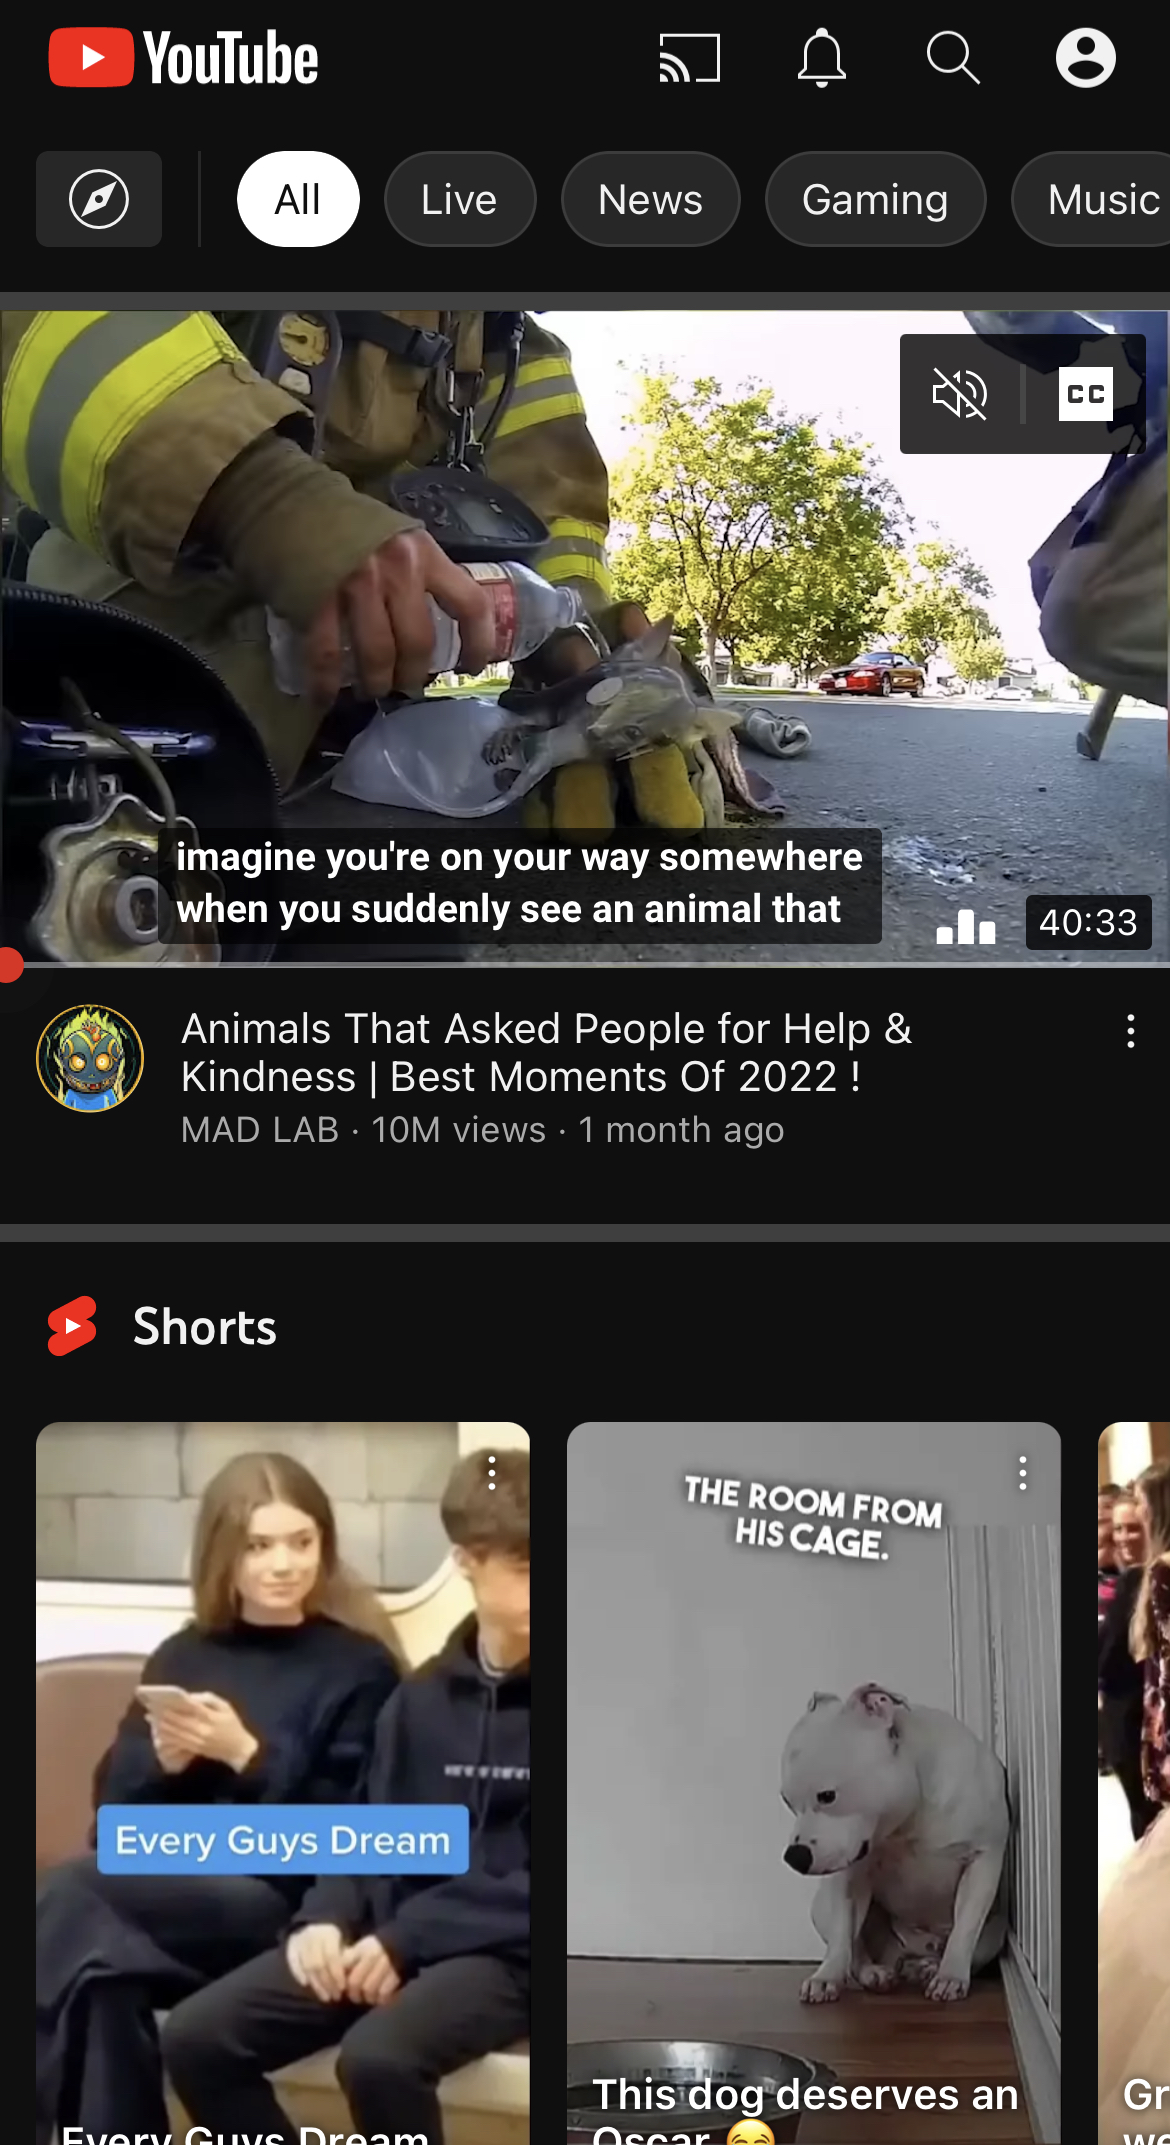 YouTube
All Live News Gaming Music
CC
imagine you're on your way somewhere
when you suddenly see an animal that
40:33
Animals That Asked People for Help &
Kindness | Best Moments Of 2022 !
MAD LAB · 10M views · 1 month ago
Shorts
THE ROOM FROM
HIS CAGE.
Every Guys Dream
This dog deserves an
Gr
Every Guys Dream
Oscar 😂